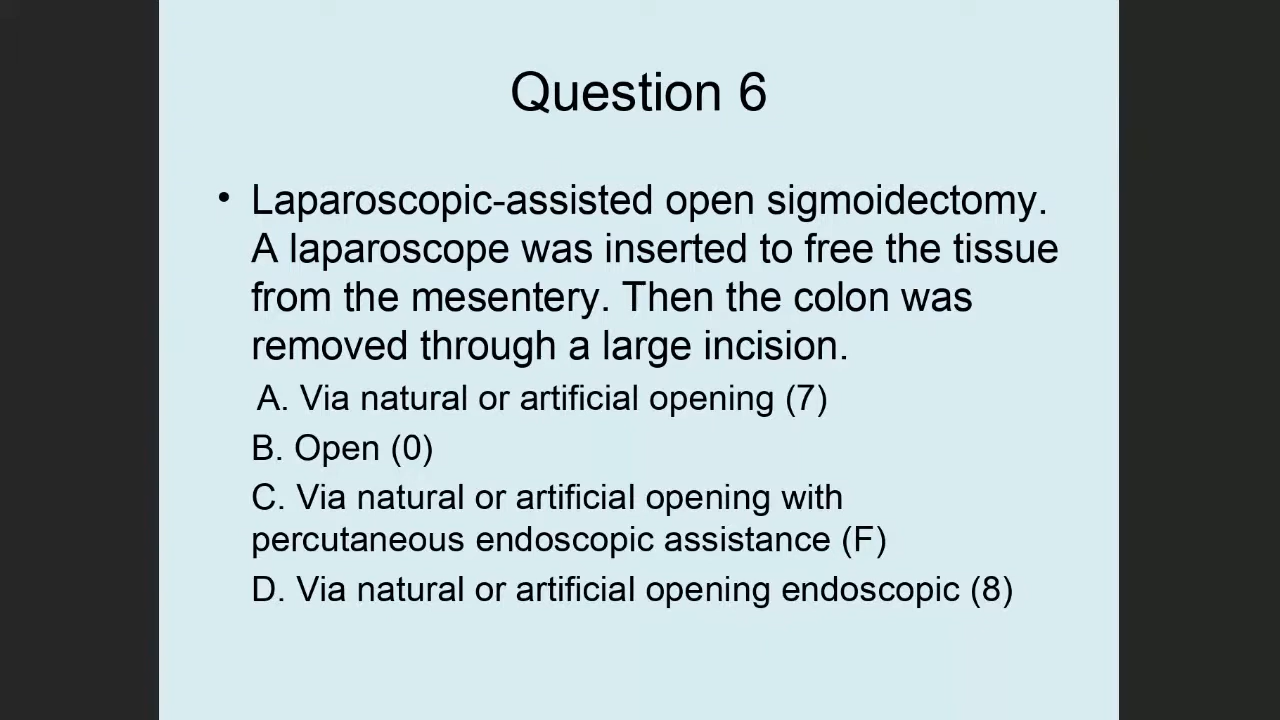 Question 6
• Laparoscopic-assisted open sigmoidectomy.
A laparoscope was inserted to free the tissue
from the mesentery. Then the colon was
removed through a large incision.
A. Via natural or artificial opening (7)
B. Open (0)
C. Via natural or artificial opening with
percutaneous endoscopic assistance (F)
D. Via natural or artificial opening endoscopic (8)